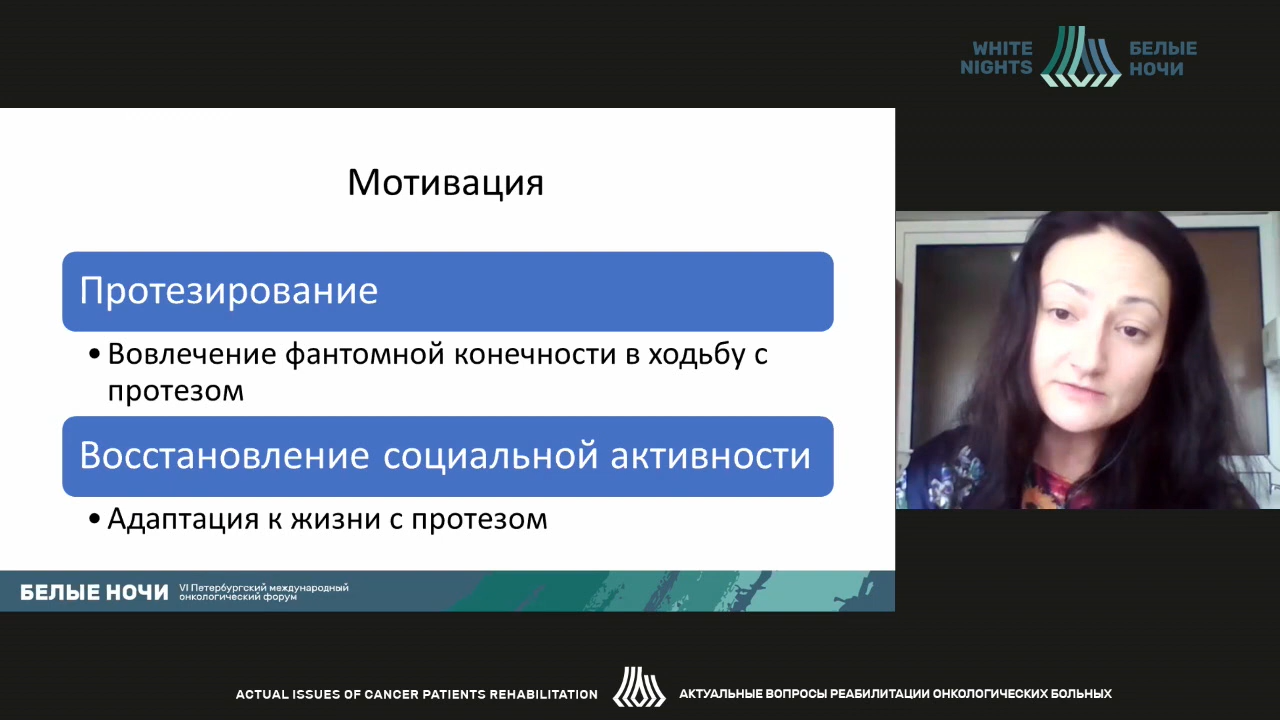 WHITE
NIGHTS
БЕЛЫЕ
НОЧИ
Мотивация
Протезирование
•Вовлечение фантомной конечности в ходьбу с
протезом
Восстановление социальной активности
•Адаптация к жизни с протезом
БЕЛЫЕ НОЧИ
VI Петербургский международный
онкологический форум
ACTUAL ISSUES OF CANCER PATIENTS REHABILITATION
АКТУАЛЬНЫЕ ВОПРОСЫ РЕАБИЛИТАЦИИ ОНКОЛОГИЧЕСКИХ БОЛЬНЫХ